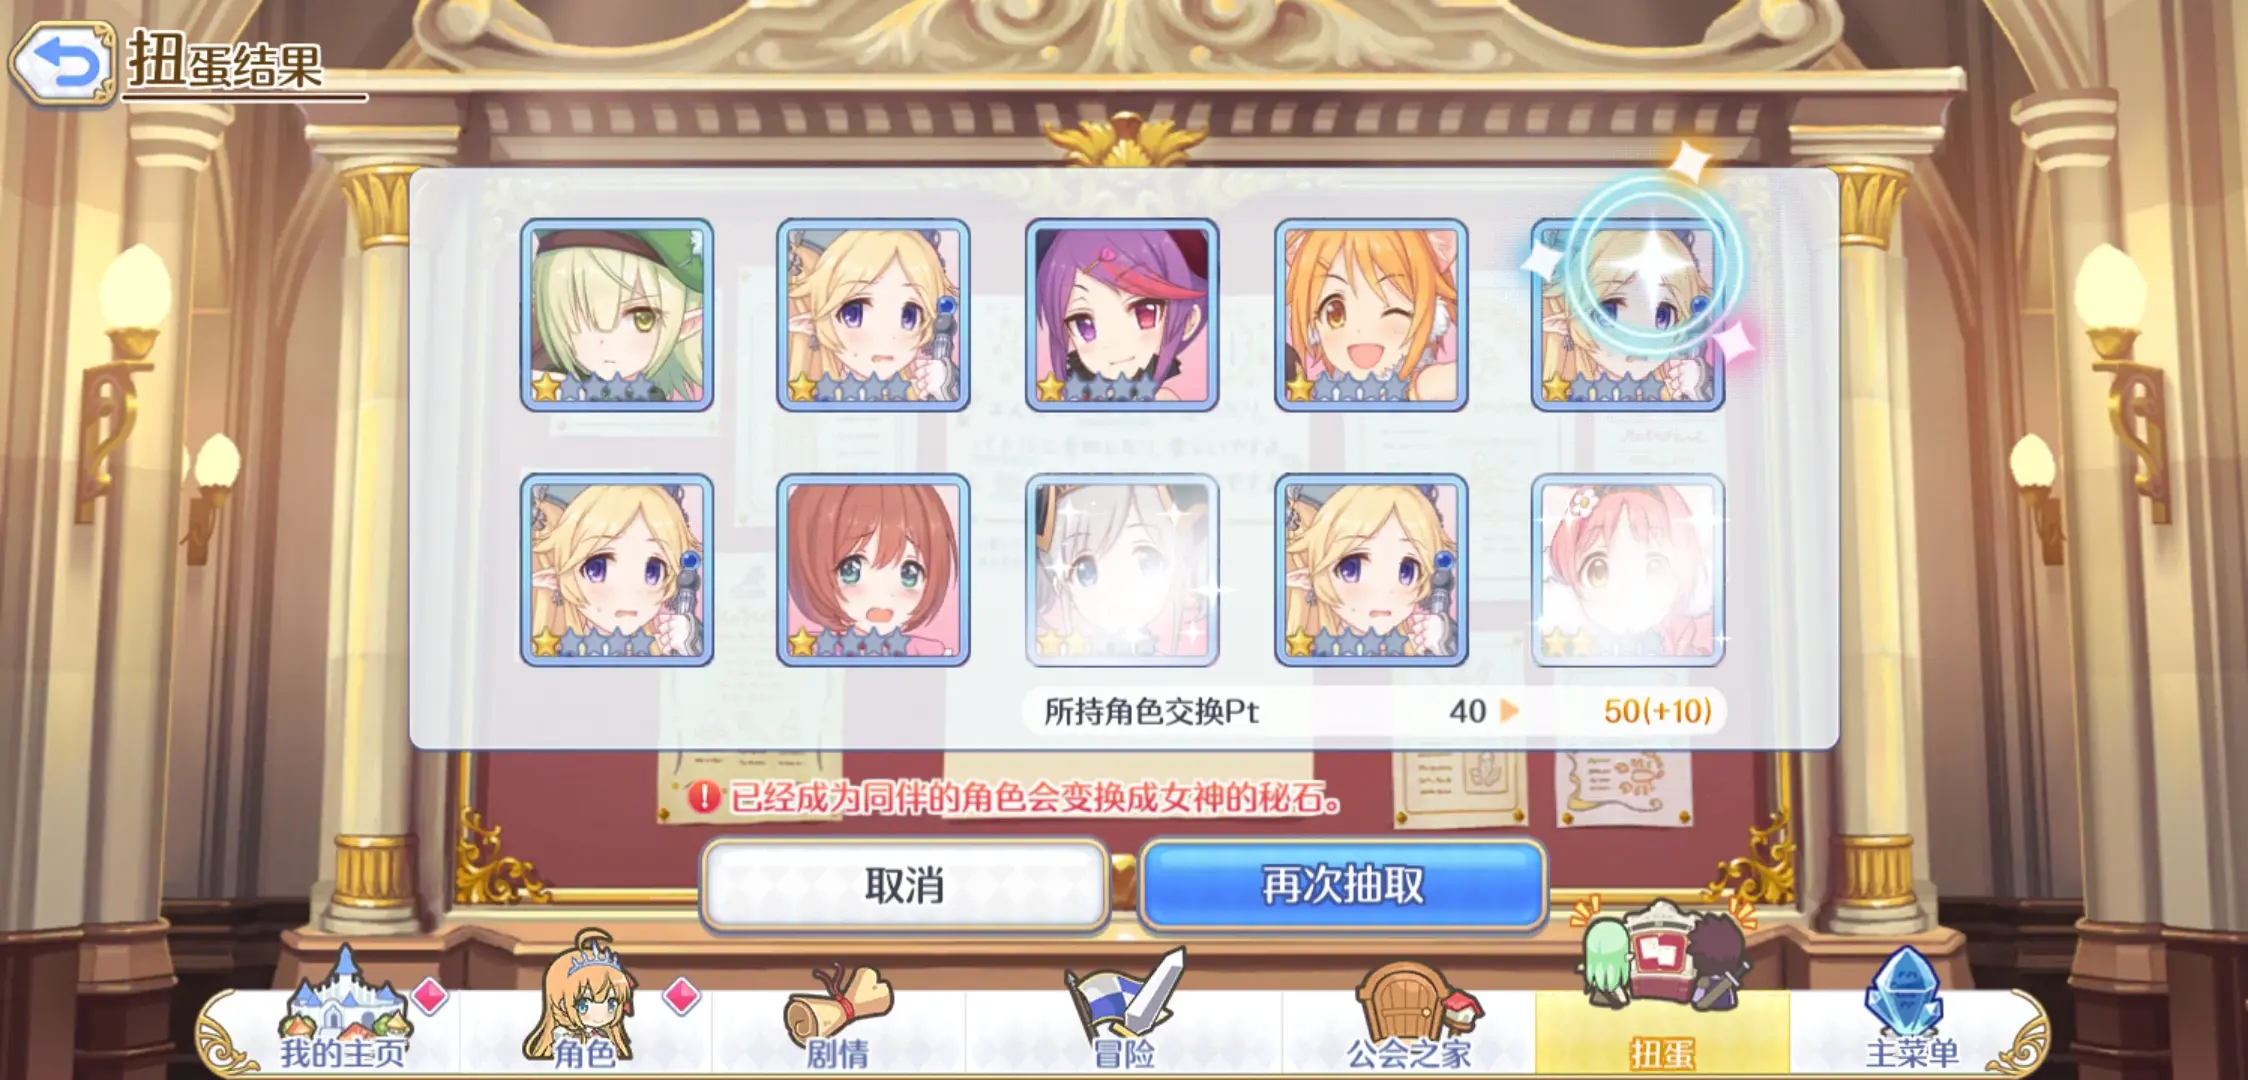 扭蛋结果
所持角色交换Pt 40 50(+10)
已经成为同伴的角色会变换成女神的秘石。
取消
再次抽取
我的主页
角色
剧情
冒险
公会之家
扭蛋
主菜单